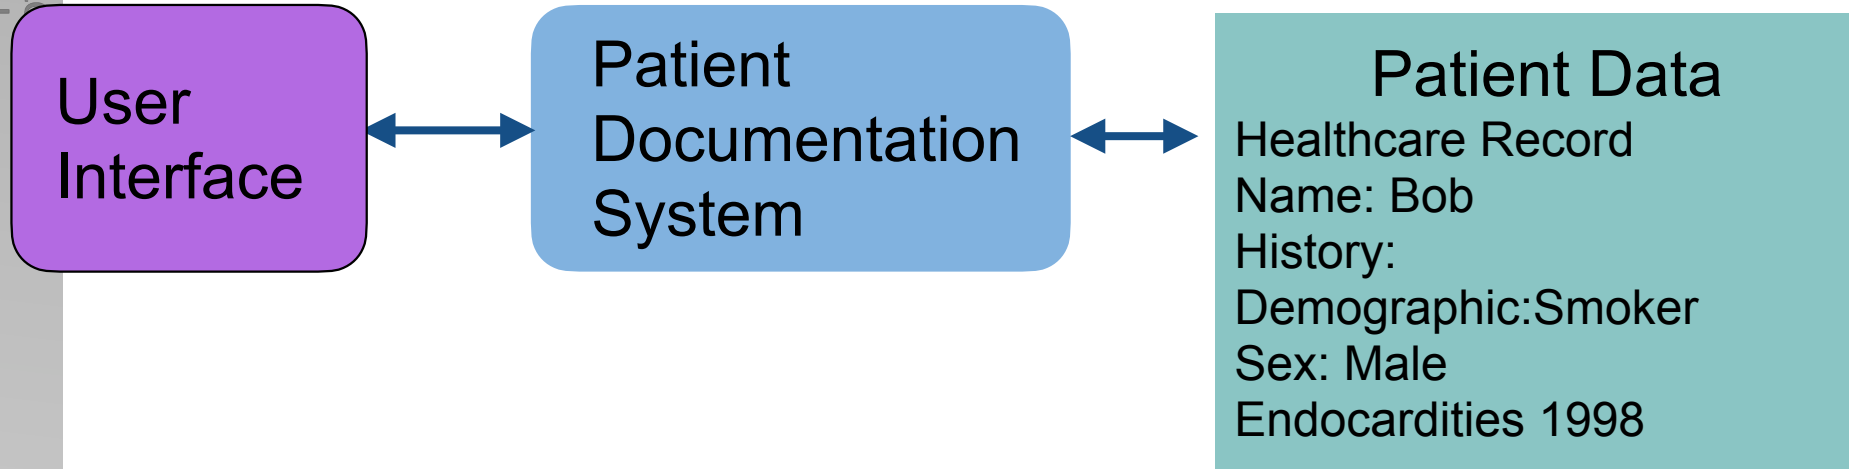 User
Interface
Patient
Documentation
System
Patient Data
Healthcare Record
Name: Bob
History:
Demographic:Smoker
Sex: Male
Endocardities 1998